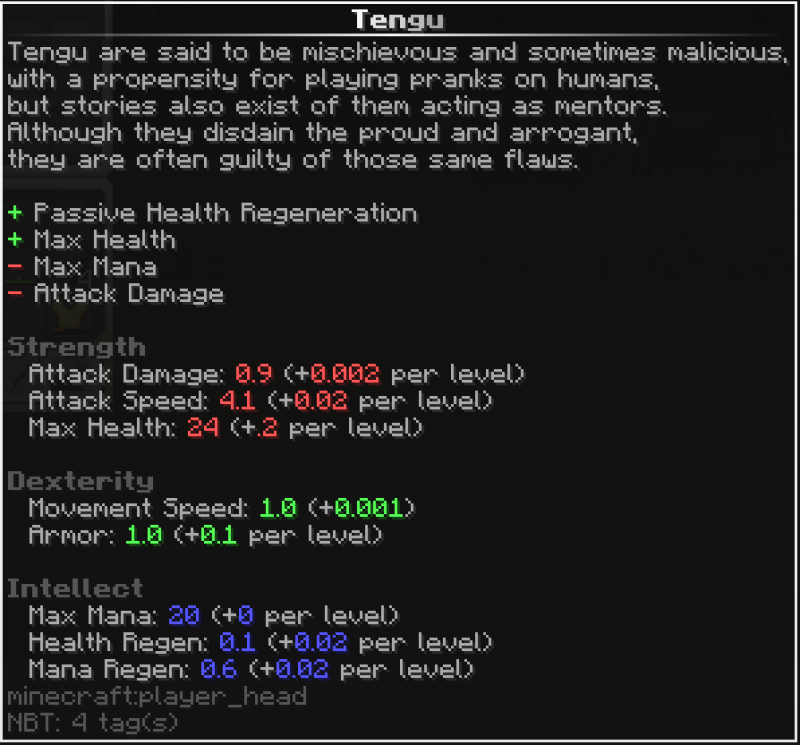 Tengu
Tengu are said to be mischievous and sometimes malicious,
with a propensity for playing pranks on humans,
but stories also exist of them acting as mentors.
Although they disdain the proud and arrogant,
they are often guilty of those same flaws.
+ Passive Health Regeneration
+ Max Health
- Max Mana
- Attack Damage
Strength
Attack Damage: 0.9 (+0.002 per level)
Attack Speed: 4.1 (+0.02 per level)
Max Health: 24 (+.2 per level)
Dexterity
Movement Speed: 1.0 (+0.001)
Armor: 1.0 (+0.1 per level)
Intellect
Max Mana: 20 (+0 per level)
Health Regen: 0.1 (+0.02 per level)
Mana Regen: 0.6 (+0.02 per level)
minecraft:player_head
NBT: 4 tag(s)